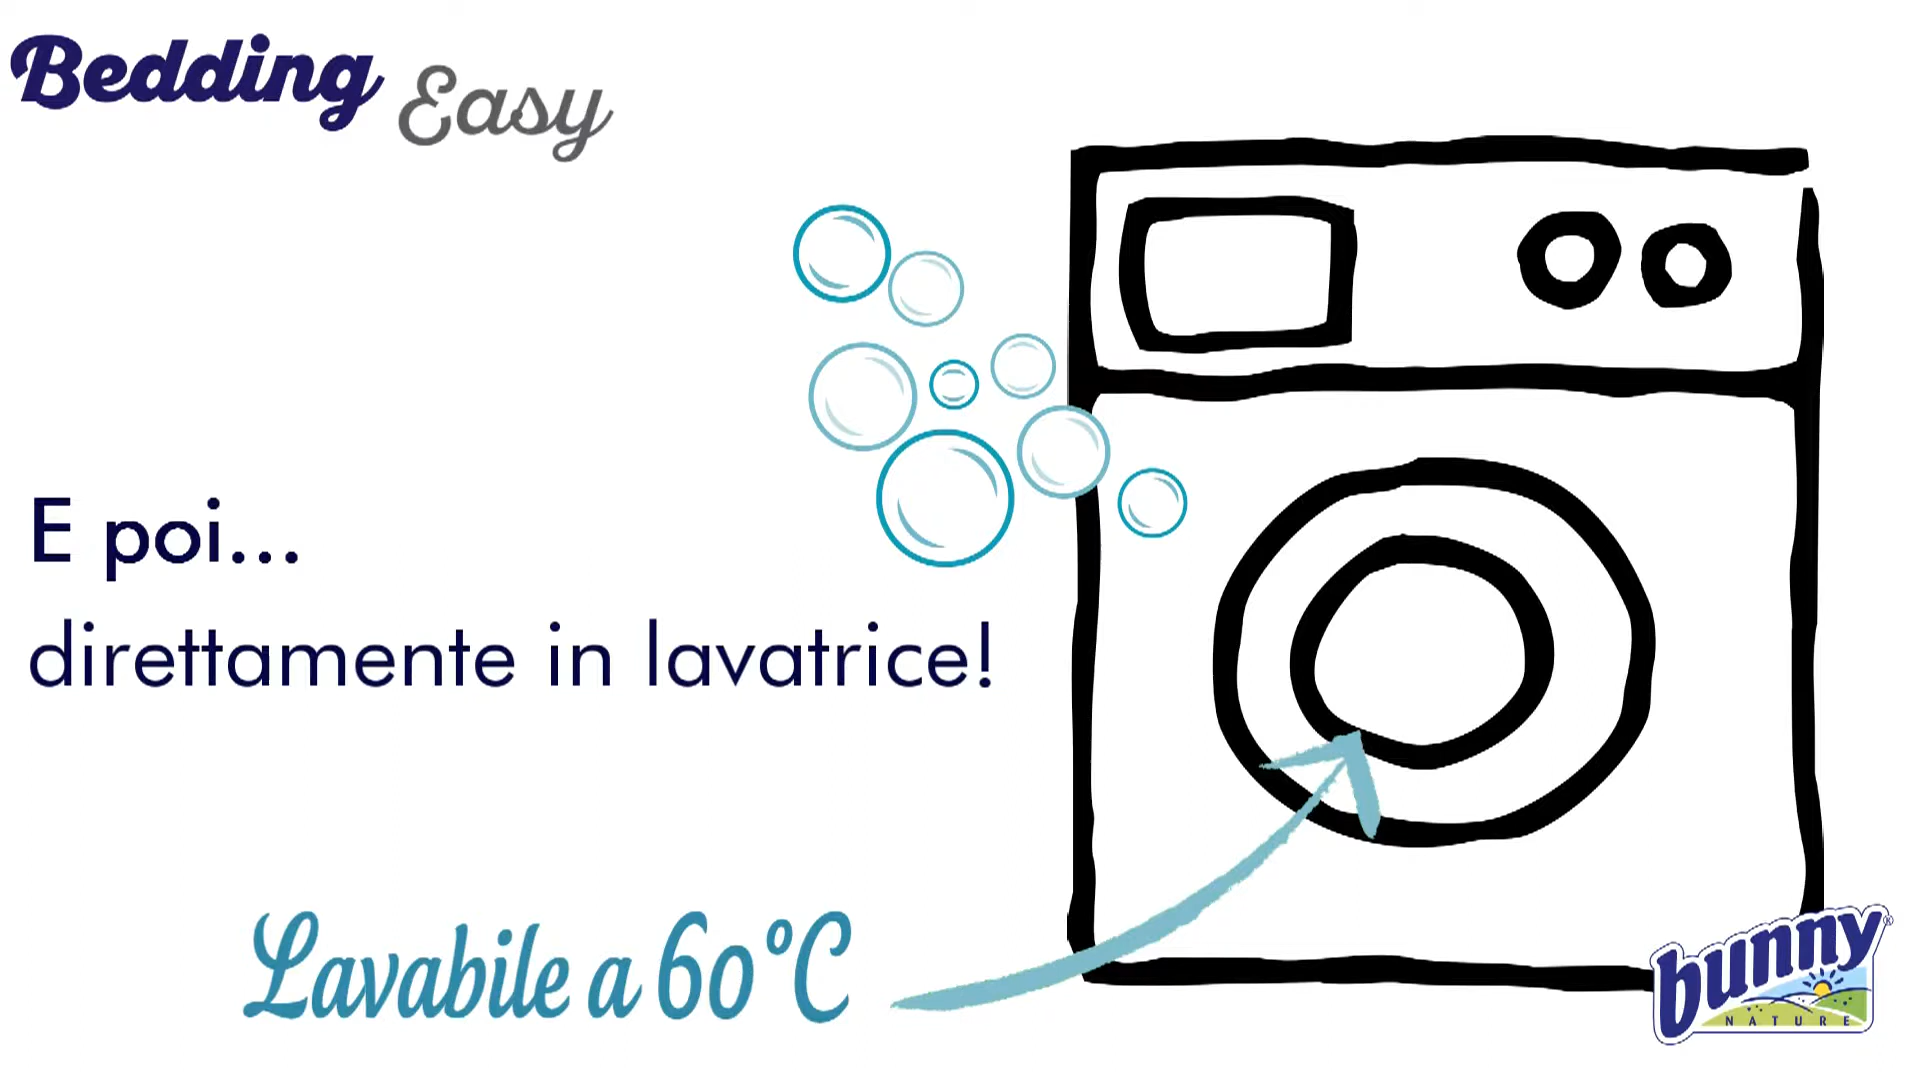 Bedding Easy
E poi...
direttamente in lavatrice!
Lavabile a 60°C
bunny®
NATURE